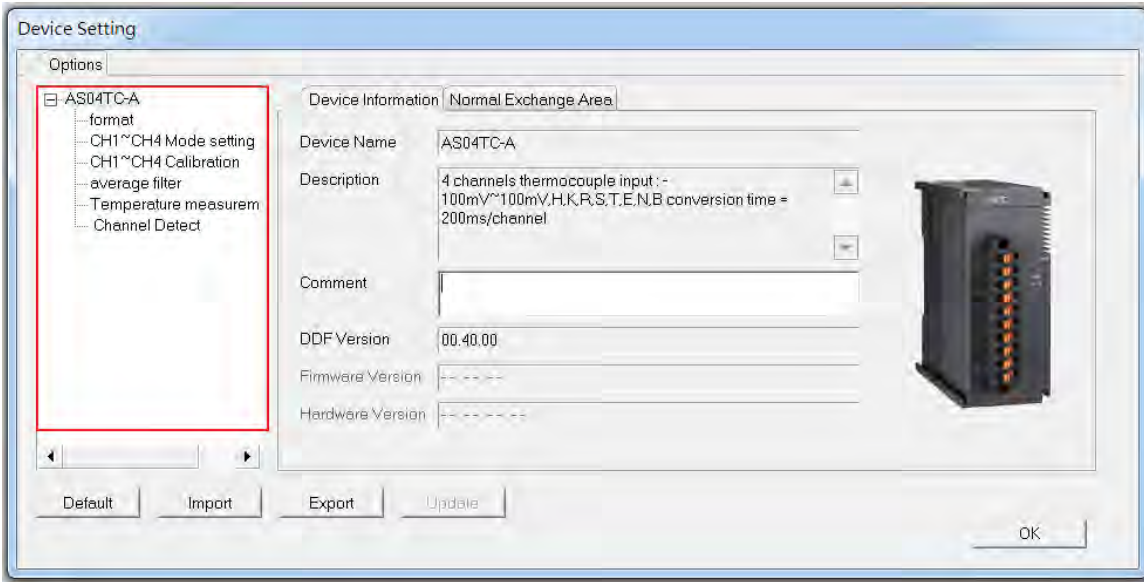 Device Setting
Options
AS04TC-A
format
CH1~CH4 Mode setting
CH1~CH4 Calibration
average filter
Temperature measurem
Channel Detect
Device Information
Normal Exchange Area
Device Name
AS04TC-A
Description
4 channels thermocouple input : -
100mV~100mV,H,K,R,S,T,E,N,B conversion time =
200ms/channel
Comment
DDF Version
00.40.00
Firmware Version
-- -- --
Hardware Version
-- -- -- --
Default
Import
Export
Update
OK